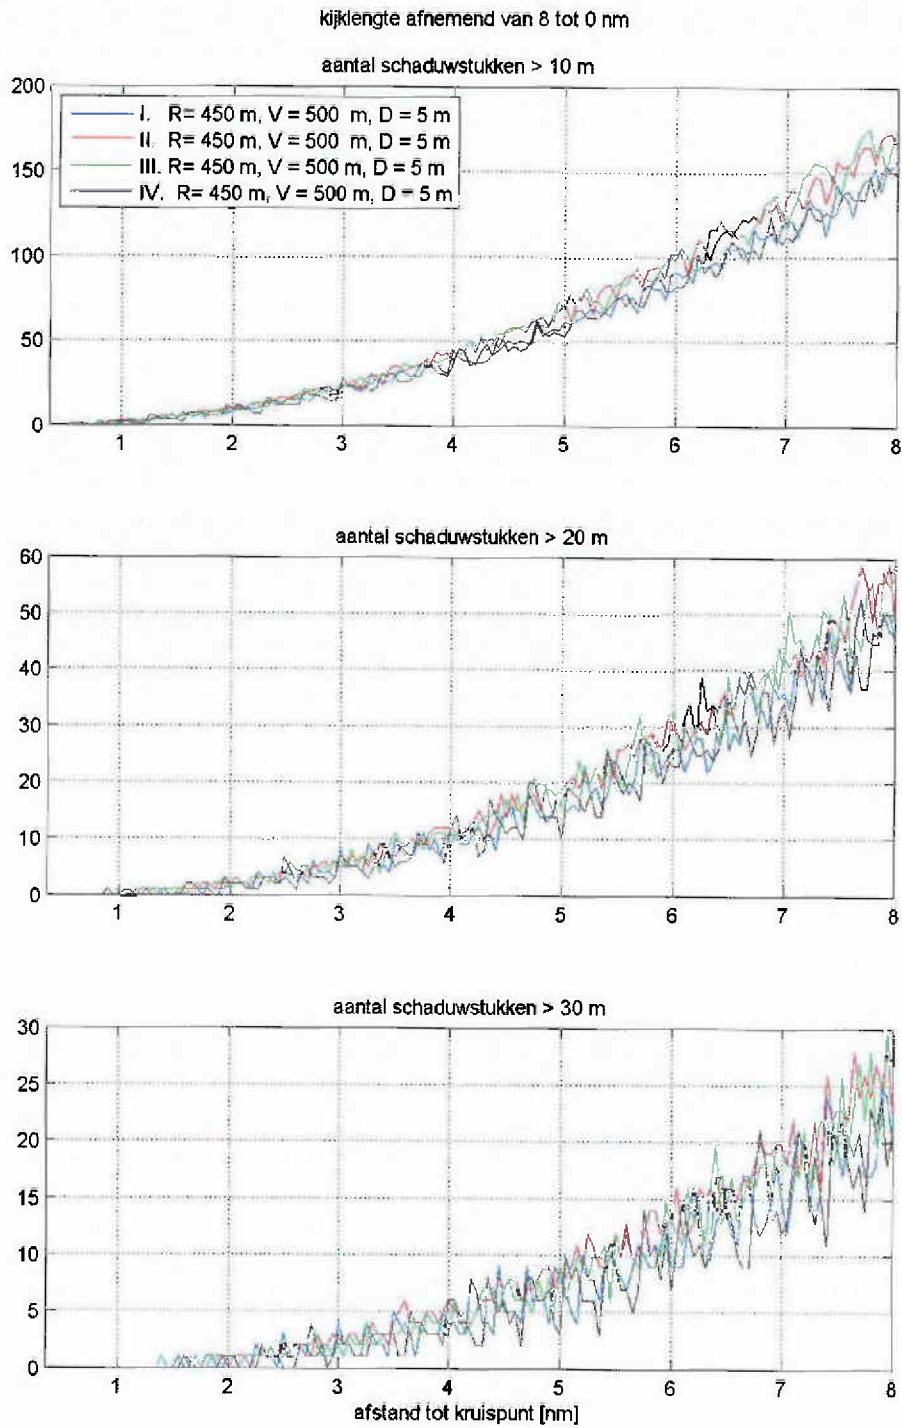 kijklengte afnemend van 8 tot 0 nm
aantal schaduwstukken > 10 m
200
150
100
50
0
I. R= 450 m, V = 500 m, D = 5 m
II. R= 450 m, V = 500 m, D = 5 m
III. R= 450 m, V = 500 m, D = 5 m
IV. R= 450 m, V = 500 m, D = 5 m
1 2 3 4 5 6 7 8
aantal schaduwstukken > 20 m
60
50
40
30
20
10
0
1 2 3 4 5 6 7 8
aantal schaduwstukken > 30 m
30
25
20
15
10
5
0
1 2 3 4 5 6 7 8
afstand tot kruispunt [nm]